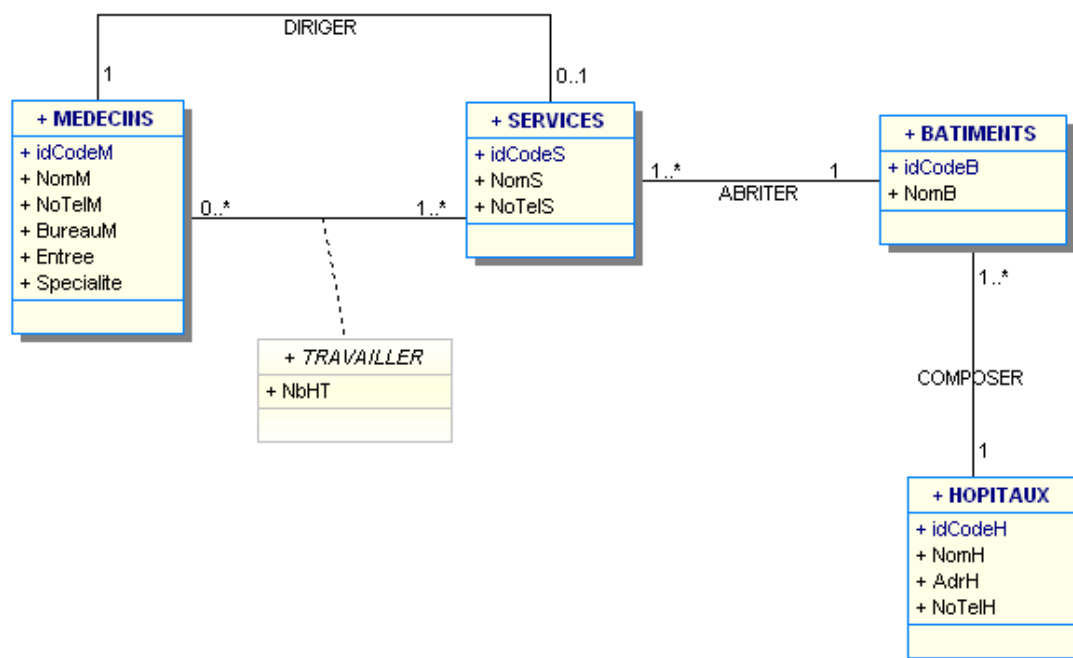 DIRIGER
1
0..1
+ MEDECINS
+ idCodeM
+ NomM
+ NoTelM
+ BureauM
+ Entree
+ Specialite
+ SERVICES
+ idCodeS
+ NomS
+ NoTelS
+ BATIMENTS
+ idCodeB
+ NomB
0..*
1..*
1..*
1
ABRITER
+ TRAVAILLER
+ NbHT
1..*
COMPOSER
1
+ HOPITAUX
+ idCodeH
+ NomH
+ AdrH
+ NoTelH